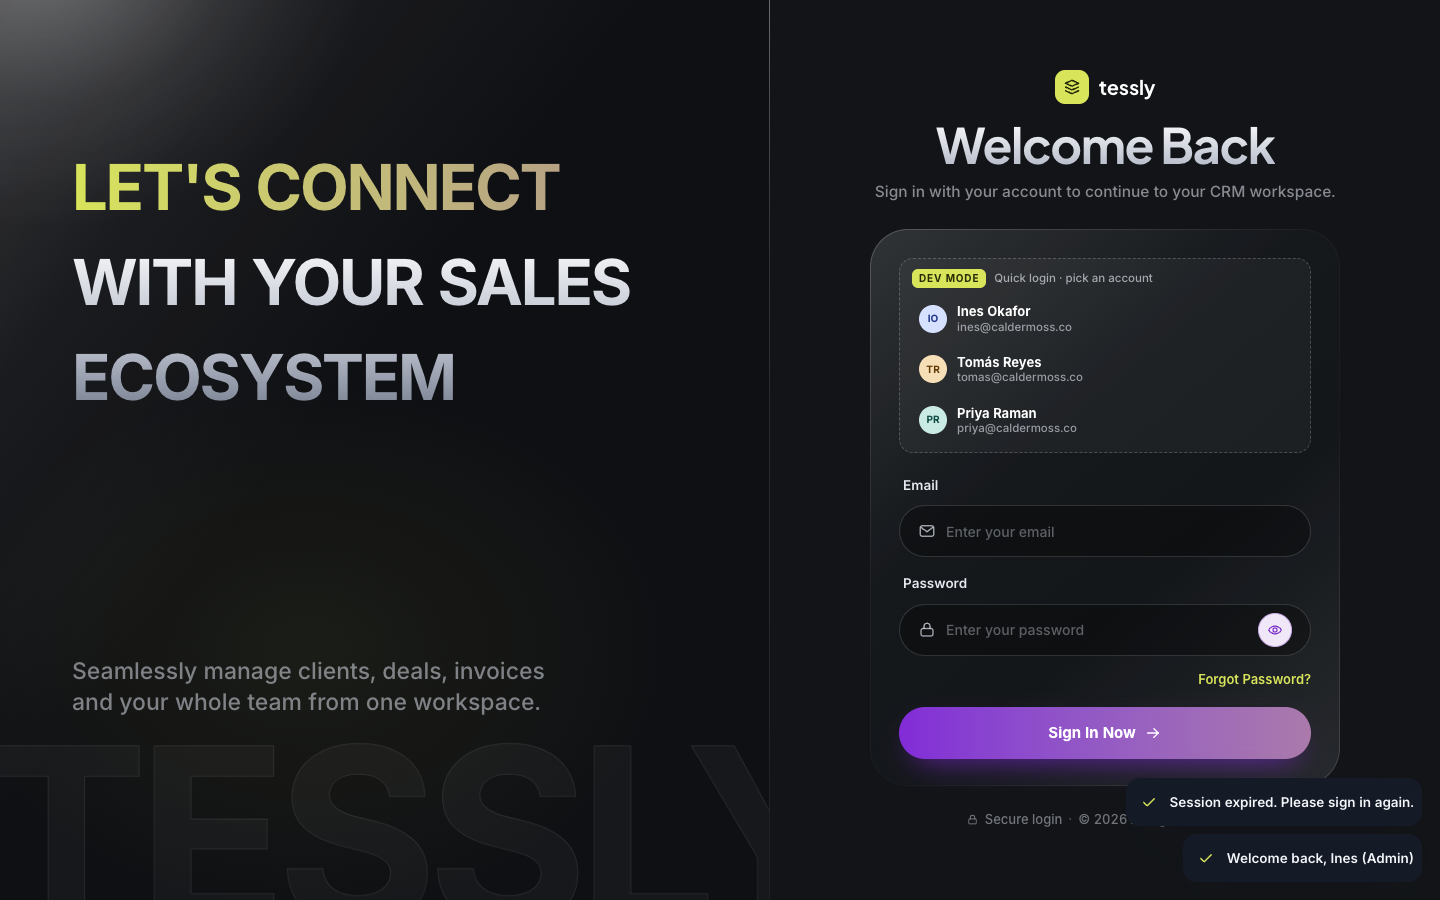 LET'S CONNECT
WITH YOUR SALES
ECOSYSTEM
Seamlessly manage clients, deals, invoices
and your whole team from one workspace.
TESSLY
tessly
Welcome Back
Sign in with your account to continue to your CRM workspace.
DEV MODE Quick login · pick an account
IO Ines Okafor
ines@caldermoss.co
TR Tomás Reyes
tomas@caldermoss.co
PR Priya Raman
priya@caldermoss.co
Email
Enter your email
Password
Enter your password
Forgot Password?
Sign In Now
Secure login · © 2026
Session expired. Please sign in again.
Welcome back, Ines (Admin)